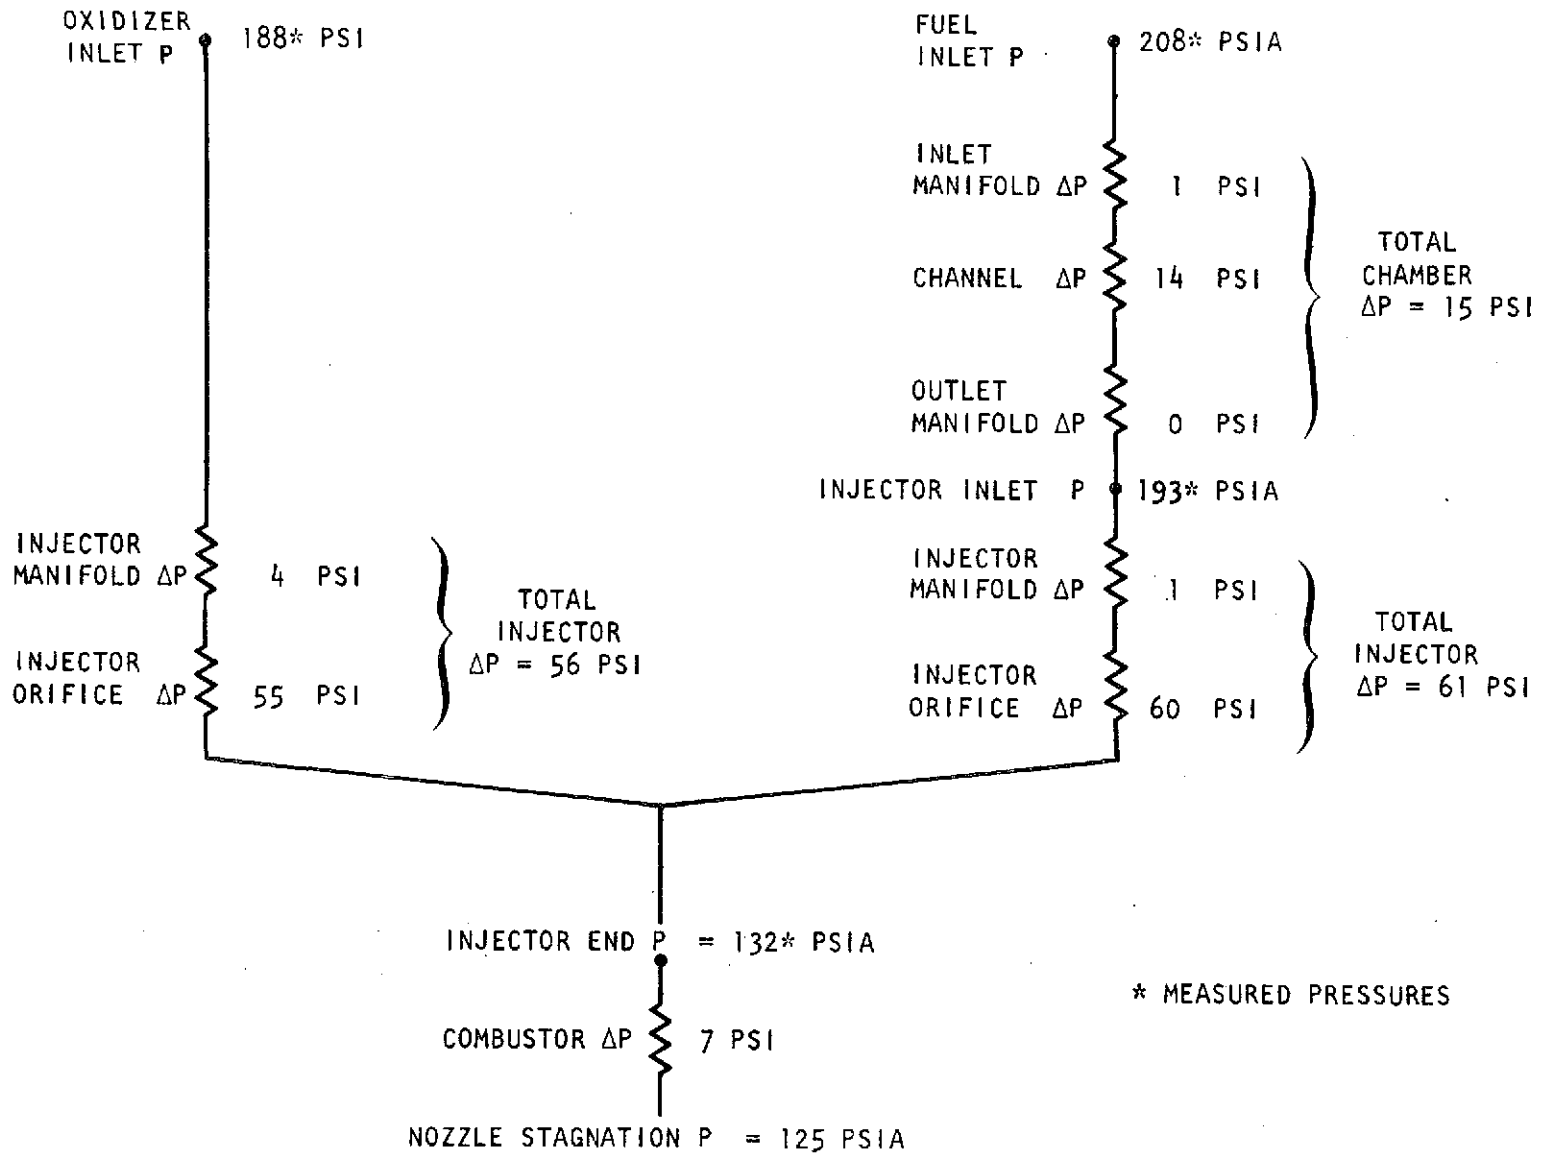 OXIDIZER
INLET P
188* PSI
FUEL
INLET P
208* PSIA
INLET
MANIFOLD ΔP
1 PSI
CHANNEL ΔP
14 PSI
OUTLET
MANIFOLD ΔP
0 PSI
TOTAL
CHAMBER
ΔP = 15 PSI
INJECTOR INLET P
193* PSIA
INJECTOR
MANIFOLD ΔP
4 PSI
INJECTOR
ORIFICE ΔP
55 PSI
TOTAL
INJECTOR
ΔP = 56 PSI
INJECTOR
MANIFOLD ΔP
1 PSI
INJECTOR
ORIFICE ΔP
60 PSI
TOTAL
INJECTOR
ΔP = 61 PSI
INJECTOR END P = 132* PSIA
COMBUSTOR ΔP
7 PSI
NOZZLE STAGNATION P = 125 PSIA
* MEASURED PRESSURES